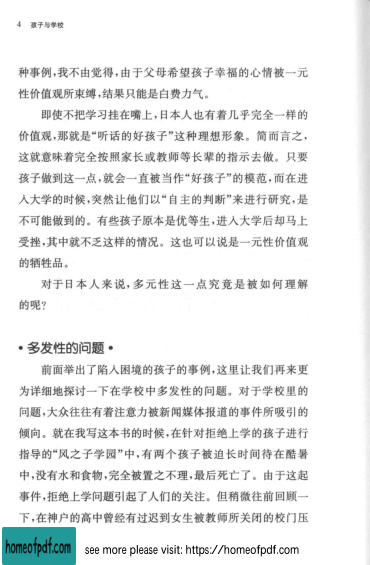 4 孩子与学校
种事例,我不由觉得,由于父母希望孩子幸福的心情被一元
性价值观所束缚,结果只能是白费力气。
即使不把学习挂在嘴上,日本人也有着几乎完全一样的
价值观,那就是“听话的好孩子”这种理想形象。简而言之,
这就意味着完全按照家长或教师等长辈的指示去做。只要
孩子做到这一点,就会一直被当作“好孩子”的模范,而在进
入大学的时候,突然让他们以“自主的判断”来进行研究,是
不可能做到的。有些孩子原本是优等生,进入大学后却马上
受挫,其中就不乏这样的情况。这也可以说是一元性价值观
的牺牲品。
对于日本人来说,多元性这一点究竟是被如何理解
的呢?
•多发性的问题•
前面举出了陷入困境的孩子的事例,这里让我们再来更
为详细地探讨一下在学校中多发性的问题。对于学校里的
问题,大众往往有着注意力被新闻媒体报道的事件所吸引的
倾向。就在我写这本书的时候,在针对拒绝上学的孩子进行
指导的“风之子学园”中,有两个孩子被迫长时间待在酷暑
中,没有水和食物,完全被置之不理,最后死亡了。由于这起
事件,拒绝上学问题引起了人们的关注。但稍微往前回顾一
下,在神户的高中曾经有过迟到女生被教师所关闭的校门压
homeofpdf.com
see more please visit: https://homeofpdf.com